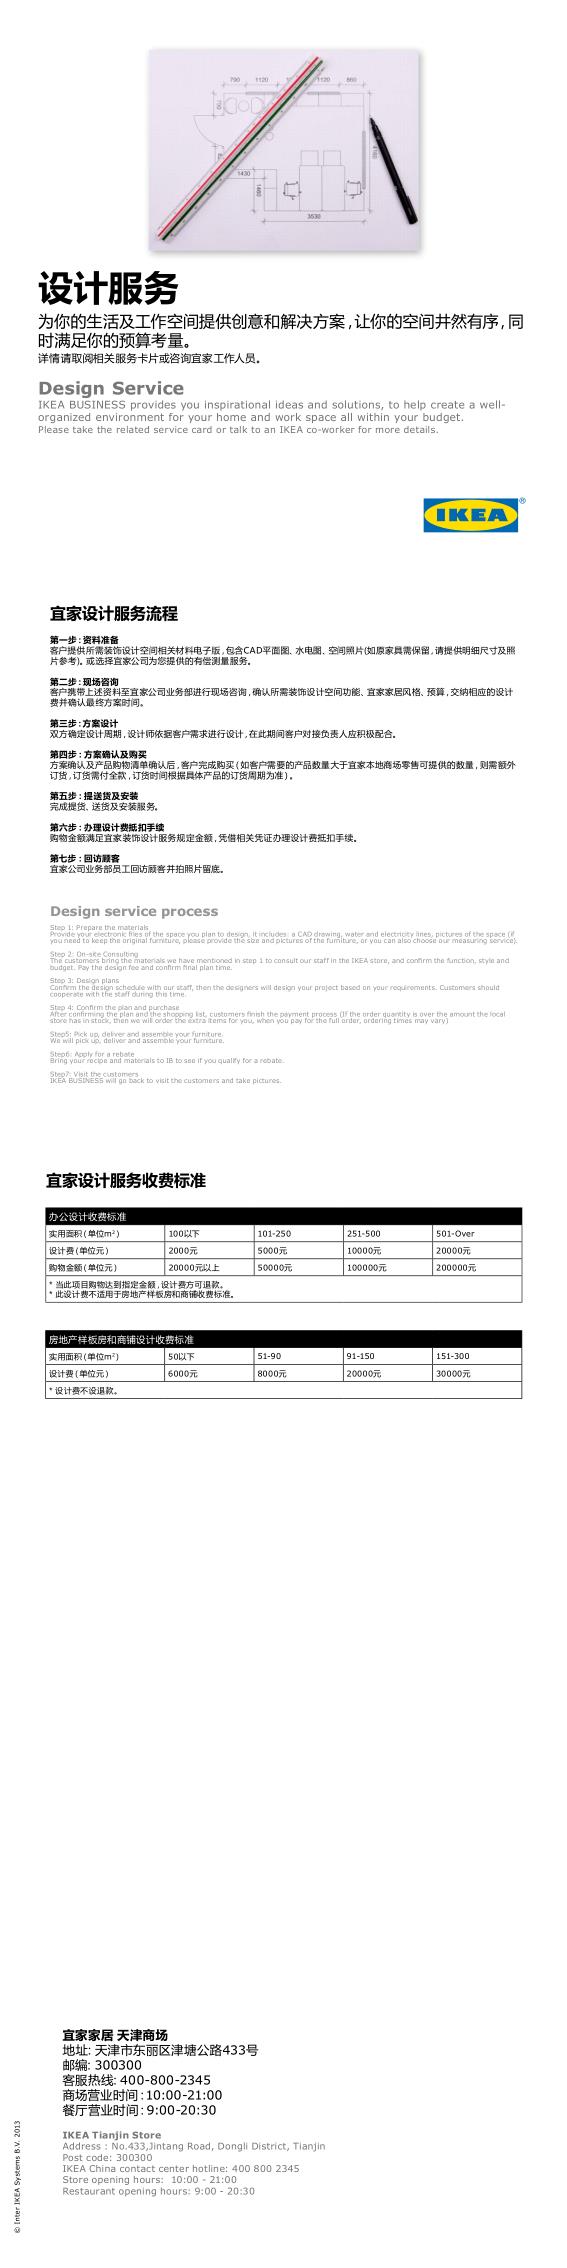 790 1120 1120 860
790
1430
1460
4160
3530
设计服务
为你的生活及工作空间提供创意和解决方案,让你的空间井然有序,同
时满足你的预算考量。
详情请取阅相关服务卡片或咨询宜家工作人员。
Design Service
IKEA BUSINESS provides you inspirational ideas and solutions, to help create a well-
organized environment for your home and work space all within your budget.
Please take the related service card or talk to an IKEA co-worker for more details.
IKEA®
宜家设计服务流程
第一步:资料准备
客户提供所需装饰设计空间相关材料电子版,包含CAD平面图、水电图、空间照片(如原家具需保留,请提供明细尺寸及照
片参考)。或选择宜家公司为您提供的有偿测量服务。
第二步:现场咨询
客户携带上述资料至宜家公司业务部进行现场咨询,确认所需装饰设计空间功能、宜家家居风格、预算,交纳相应的设计
费并确认最终方案时间。
第三步:方案设计
双方确定设计周期,设计师依据客户需求进行设计,在此期间客户对接负责人应积极配合。
第四步:方案确认及购买
方案确认及产品购物清单确认后,客户完成购买(如客户需要的产品数量大于宜家本地商场零售可提供的数量,则需额外
订货,订货需付全款,订货时间根据具体产品的订货周期为准)。
第五步:提送货及安装
完成提货、送货及安装服务。
第六步:办理设计费抵扣手续
购物金额满足宜家装饰设计服务规定金额,凭借相关凭证办理设计费抵扣手续。
第七步:回访顾客
宜家公司业务部员工回访顾客并拍照片留底。
Design service process
Step 1: Prepare the materials
Provide your electronic files of the space you plan to design, it includes: a CAD drawing, water and electricity lines, pictures of the space (if
you need to keep the original furniture, please provide the size and pictures of the furniture, or you can also choose our measuring service).
Step 2: On-site Consulting
The customers bring the materials we have mentioned in step 1 to consult our staff in the IKEA store, and confirm the function, style and
budget. Pay the design fee and confirm final plan time.
Step 3: Design plans
Confirm the design schedule with our staff, then the designers will design your project based on your requirements. Customers should
cooperate with the staff during this time.
Step 4: Confirm the plan and purchase
After confirming the plan and the shopping list, customers finish the payment process (If the order quantity is over the amount the local
store has in stock, then we will order the extra items for you, when you pay for the full order, ordering times may vary)
Step5: Pick up, deliver and assemble your furniture.
We will pick up, deliver and assemble your furniture.
Step6: Apply for a rebate
Bring your recipe and materials to IB to see if you qualify for a rebate.
Step7: Visit the customers
IKEA BUSINESS will go back to visit the customers and take pictures.
宜家设计服务收费标准
办公设计收费标准
实用面积(单位m²) 100以下 101-250 251-500 501-Over
设计费(单位元) 2000元 5000元 10000元 20000元
购物金额(单位元) 20000元以上 50000元 100000元 200000元
* 当此项目购物达到指定金额,设计费方可退款。
* 此设计费不适用于房地产样板房和商铺收费标准。
房地产样板房和商铺设计收费标准
实用面积(单位m²) 50以下 51-90 91-150 151-300
设计费(单位元) 6000元 8000元 20000元 30000元
* 设计费不设退款。
宜家家居 天津商场
地址: 天津市东丽区津塘公路433号
邮编: 300300
客服热线: 400-800-2345
商场营业时间:10:00-21:00
餐厅营业时间:9:00-20:30
IKEA Tianjin Store
Address : No.433,Jintang Road, Dongli District, Tianjin
Post code: 300300
IKEA China contact center hotline: 400 800 2345
Store opening hours: 10:00 - 21:00
Restaurant opening hours: 9:00 - 20:30
© Inter IKEA Systems B.V. 2013